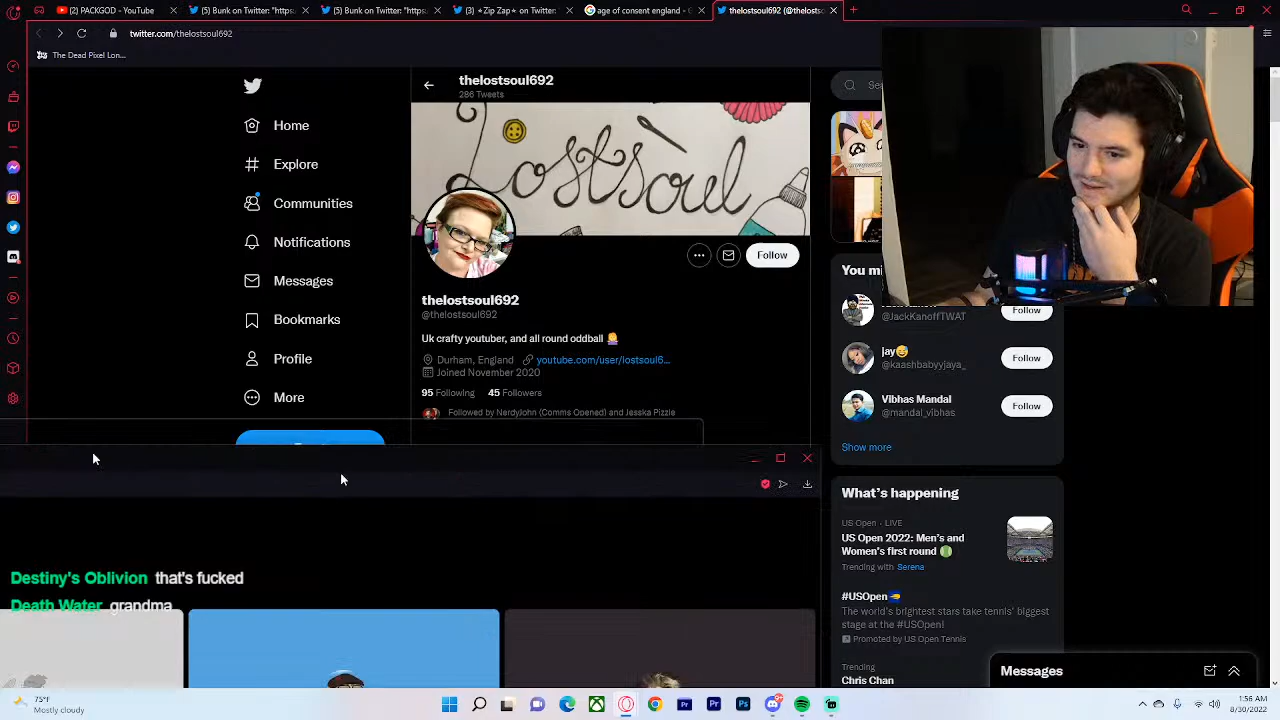 PACKGOD - YouTube
(5) Bunk on Twitter: "https:
(5) Bunk on Twitter: "https:
(3) ⭑Zip Zap⭑ on Twitter:
age of consent england - G
thelostsoul692 (@thelosts
twitter.com/thelostsoul692
The Dead Pixel Lon...
thelostsoul692
286 Tweets
Lostsoul
Home
Explore
Communities
Notifications
Messages
Bookmarks
Profile
More
Follow
thelostsoul692
@thelostsoul692
Uk crafty youtuber, and all round oddball
Durham, England
youtube.com/user/lostsoul6...
Joined November 2020
95 Following 45 Followers
Followed by NerdyJohn (Comms Opened) and Jesska Pizzie
You mi
@JackKanoffTWAT
Follow
jay😅
@kaashbabyyjaya_
Follow
Vibhas Mandal
@mandal_vibhas
Follow
Show more
What's happening
US Open · LIVE
US Open 2022: Men's and
Women's first round
Trending with Serena
#USOpen
The world's brightest stars take tennis' biggest
stage at the #USOpen!
Promoted by US Open Tennis
Trending
Chris Chan
Messages
Destiny's Oblivion that's fucked
Death Water grandma
75°F
Mostly cloudy
1:56 AM
8/30/2022